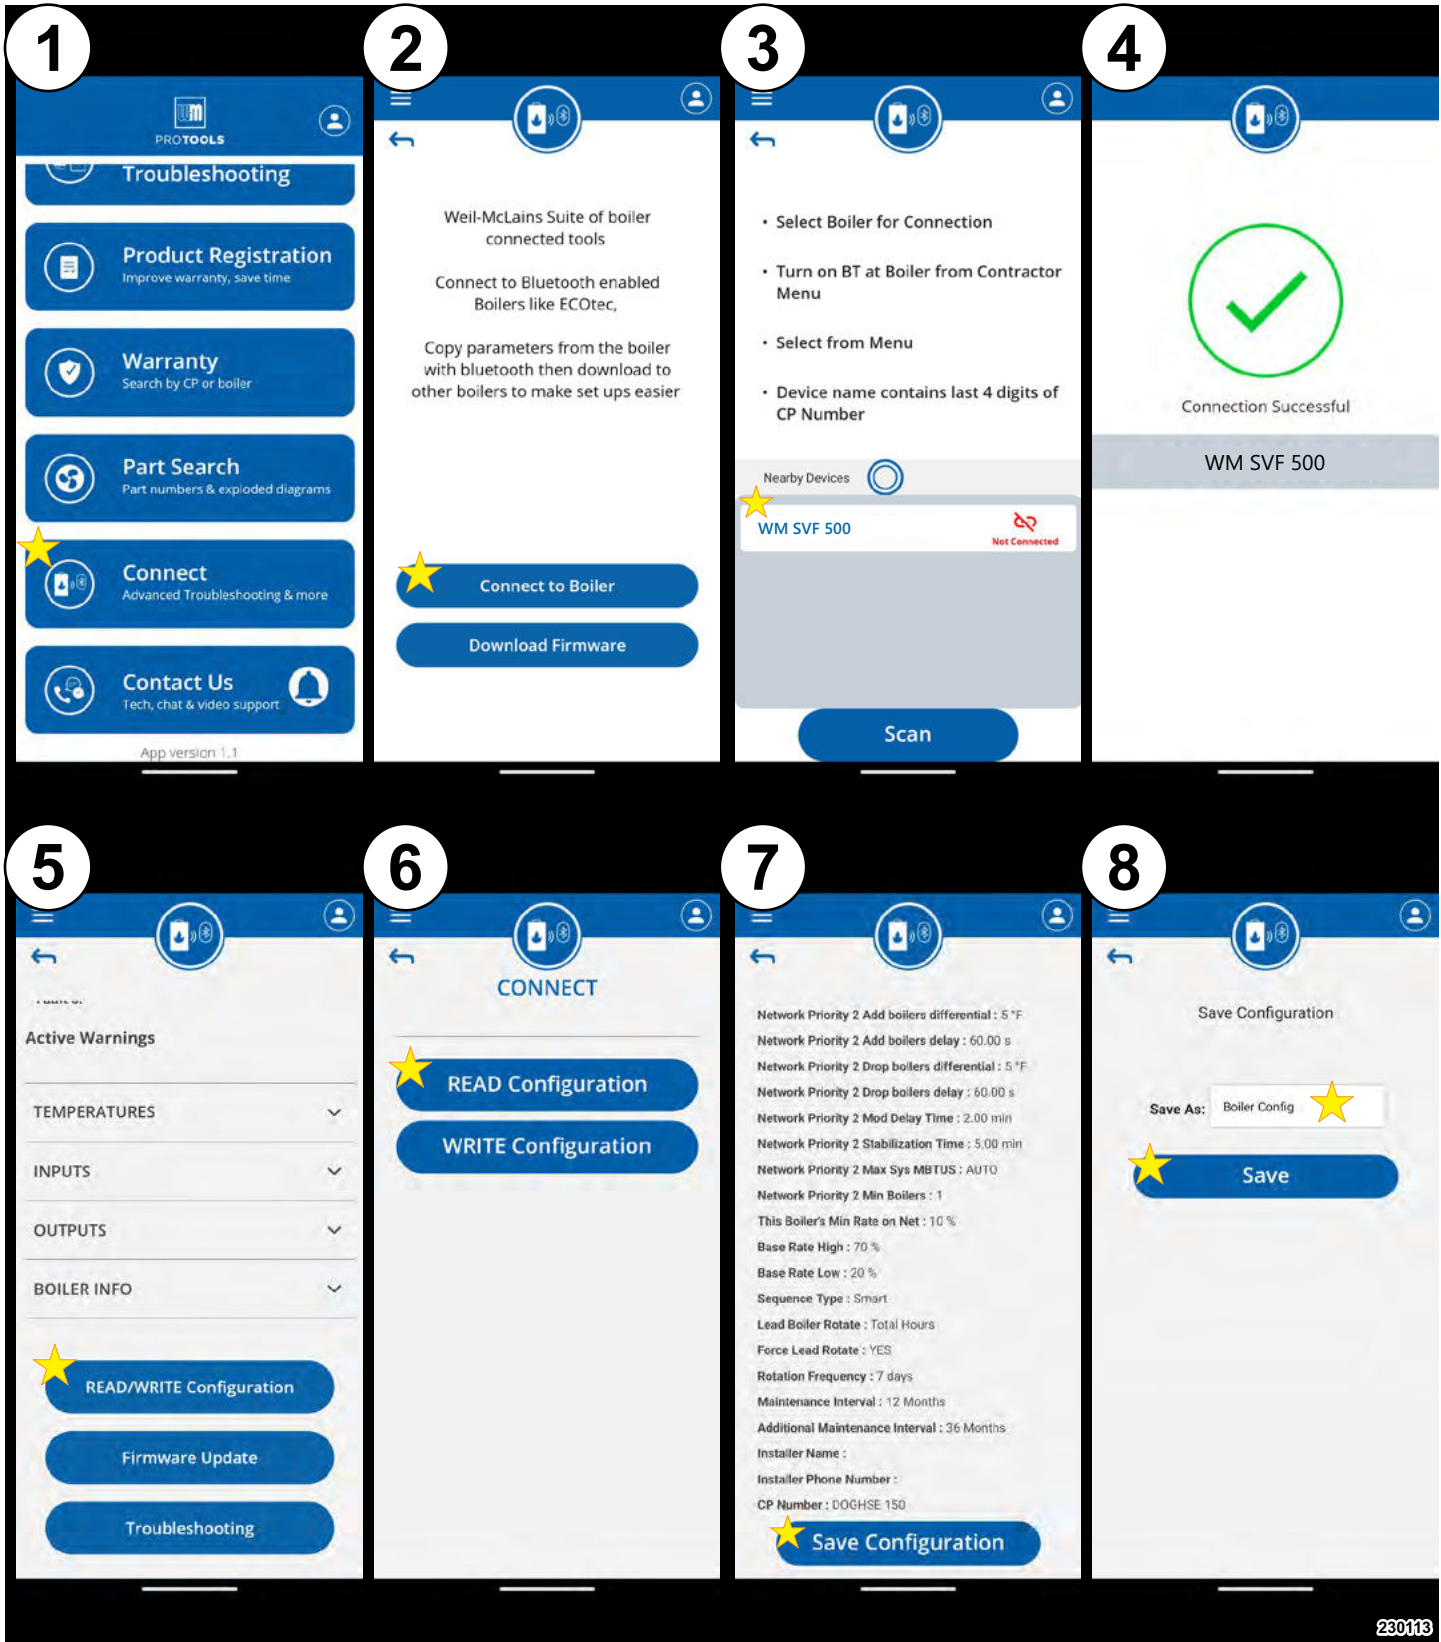 1
WM
PROTOOLS
Troubleshooting
Product Registration
Improve warranty, save time
Warranty
Search by CP or boiler
Part Search
Part numbers & exploded diagrams
Connect
Advanced Troubleshooting & more
Contact Us
Tech, chat & video support
App version 1.1
2
Weil-McLains Suite of boiler
connected tools
Connect to Bluetooth enabled
Boilers like ECOtec,
Copy parameters from the boiler
with bluetooth then download to
other boilers to make set ups easier
Connect to Boiler
Download Firmware
3
• Select Boiler for Connection
• Turn on BT at Boiler from Contractor
Menu
• Select from Menu
• Device name contains last 4 digits of
CP Number
Nearby Devices
WM SVF 500
Not Connected
Scan
4
Connection Successful
WM SVF 500
5
Active Warnings
TEMPERATURES
INPUTS
OUTPUTS
BOILER INFO
READ/WRITE Configuration
Firmware Update
Troubleshooting
6
CONNECT
READ Configuration
WRITE Configuration
7
Network Priority 2 Add boilers differential : 5 °F
Network Priority 2 Add boilers delay : 60.00 s
Network Priority 2 Drop boilers differential : 5 °F
Network Priority 2 Drop boilers delay : 60.00 s
Network Priority 2 Mod Delay Time : 2.00 min
Network Priority 2 Stabilization Time : 5.00 min
Network Priority 2 Max Sys MBTUS : AUTO
Network Priority 2 Min Boilers : 1
This Boiler's Min Rate on Net : 10 %
Base Rate High : 70 %
Base Rate Low : 20 %
Sequence Type : Smart
Lead Boiler Rotate : Total Hours
Force Lead Rotate : YES
Rotation Frequency : 7 days
Maintenance Interval : 12 Months
Additional Maintenance Interval : 36 Months
Installer Name :
Installer Phone Number :
CP Number : DOGHSE 150
Save Configuration
8
Save Configuration
Save As: Boiler Config
Save
230113